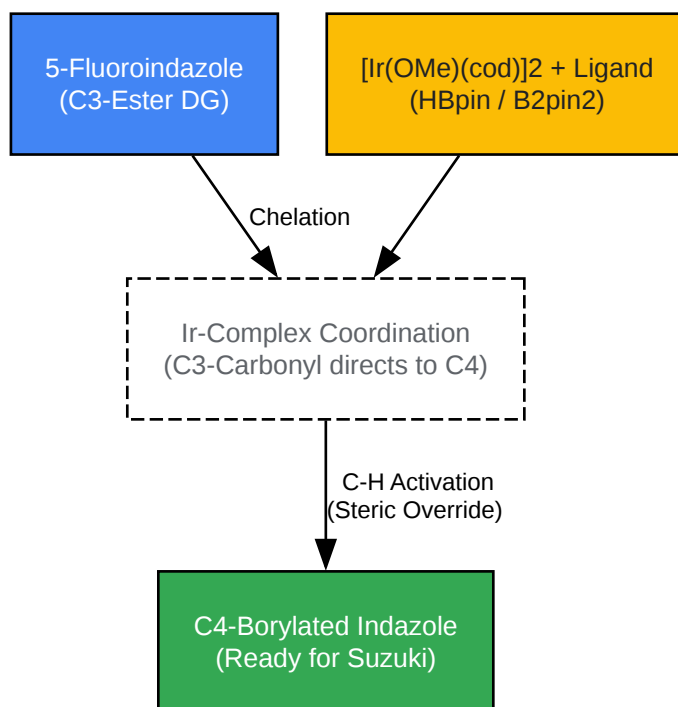 5-Fluoroindazole
(C3-Ester DG)
[Ir(OMe)(cod)]2 + Ligand
(HBpin / B2pin2)
Chelation
Ir-Complex Coordination
(C3-Carbonyl directs to C4)
C-H Activation
(Steric Override)
C4-Borylated Indazole
(Ready for Suzuki)